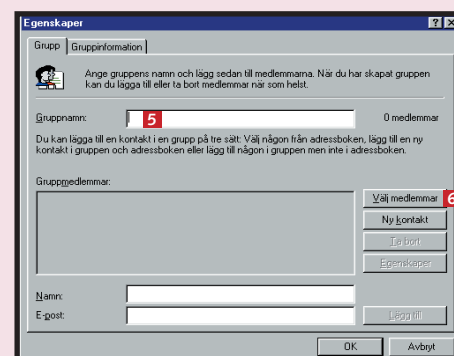 Egenskaper
Grupp Gruppinformation
Ange gruppens namn och lägg sedan till medlemmarna. När du har skapat gruppen
kan du lägga till eller ta bort medlemmar när som helst.
Gruppnamn: 5 0 medlemmar
Du kan lägga till en kontakt i en grupp på tre sätt: Välj någon från adressboken, lägg till en ny
kontakt i gruppen och adressboken eller lägg till någon i gruppen men inte i adressboken.
Gruppmedlemmar:
Välj medlemmar 6
Ny kontakt
Ta bort
Egenskaper
Namn:
E-post: Lägg till
OK Avbryt